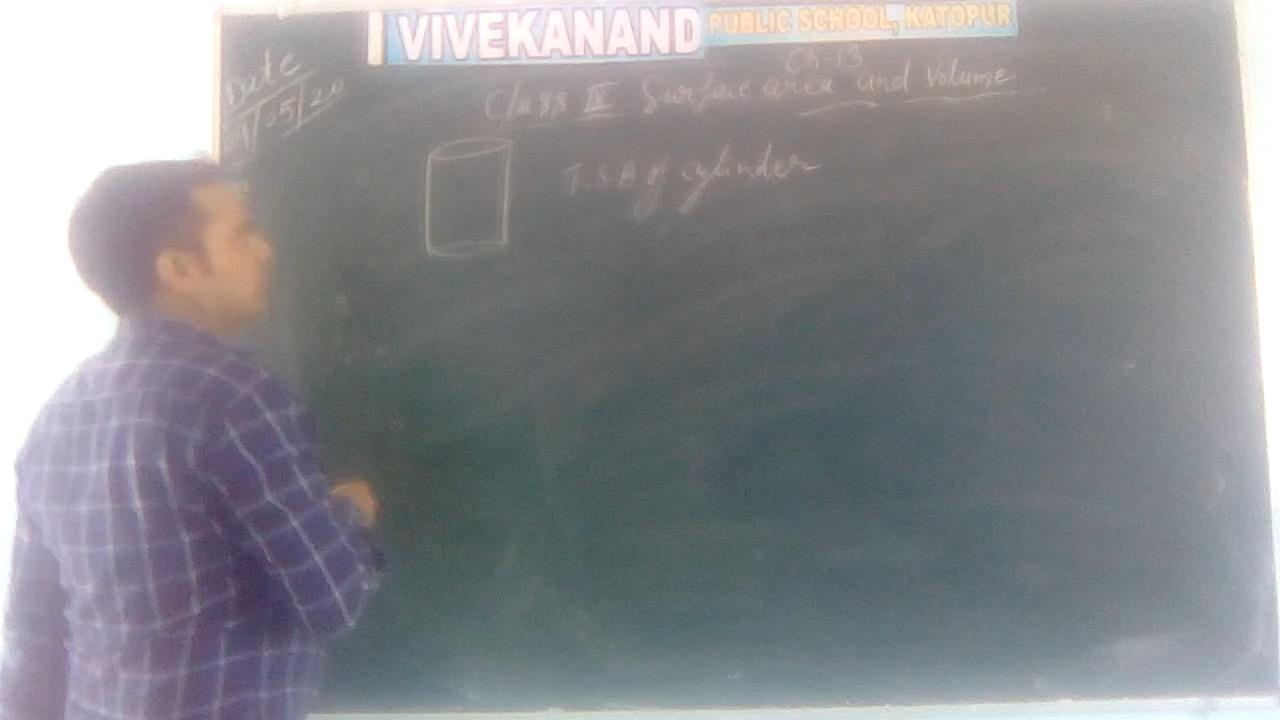 VIVEKANAND PUBLIC SCHOOL, KATOPUR
Date
Ch-13
Class IX Surface area and Volume
T.S.A of cylinder